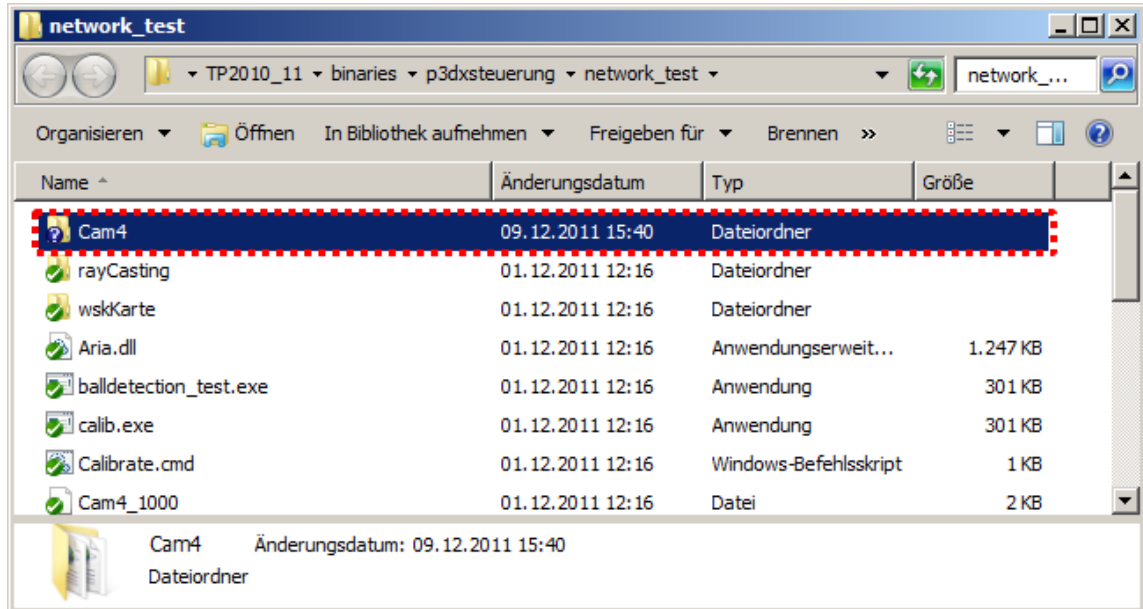 network_test
TP2010_11 binaries p3dxsteuerung network_test network_...
Organisieren Öffnen In Bibliothek aufnehmen Freigeben für Brennen »
Name Änderungsdatum Typ Größe
Cam4 09.12.2011 15:40 Dateiordner
rayCasting 01.12.2011 12:16 Dateiordner
wskKarte 01.12.2011 12:16 Dateiordner
Aria.dll 01.12.2011 12:16 Anwendungserweit... 1.247 KB
balldetection_test.exe 01.12.2011 12:16 Anwendung 301 KB
calib.exe 01.12.2011 12:16 Anwendung 301 KB
Calibrate.cmd 01.12.2011 12:16 Windows-Befehlsskript 1 KB
Cam4_1000 01.12.2011 12:16 Datei 2 KB
Cam4 Änderungsdatum: 09.12.2011 15:40
Dateiordner